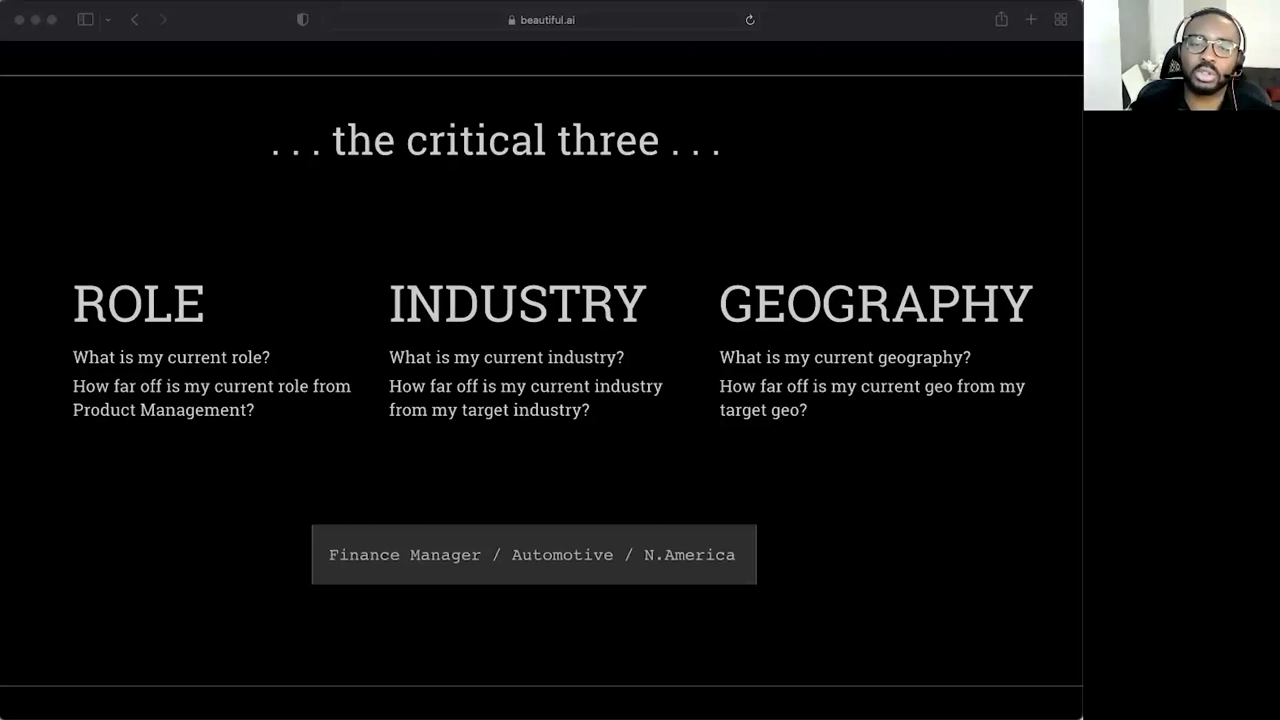 beautiful.ai
. . . the critical three . . .
ROLE
What is my current role?
How far off is my current role from
Product Management?
INDUSTRY
What is my current industry?
How far off is my current industry
from my target industry?
GEOGRAPHY
What is my current geography?
How far off is my current geo from my
target geo?
Finance Manager / Automotive / N.America